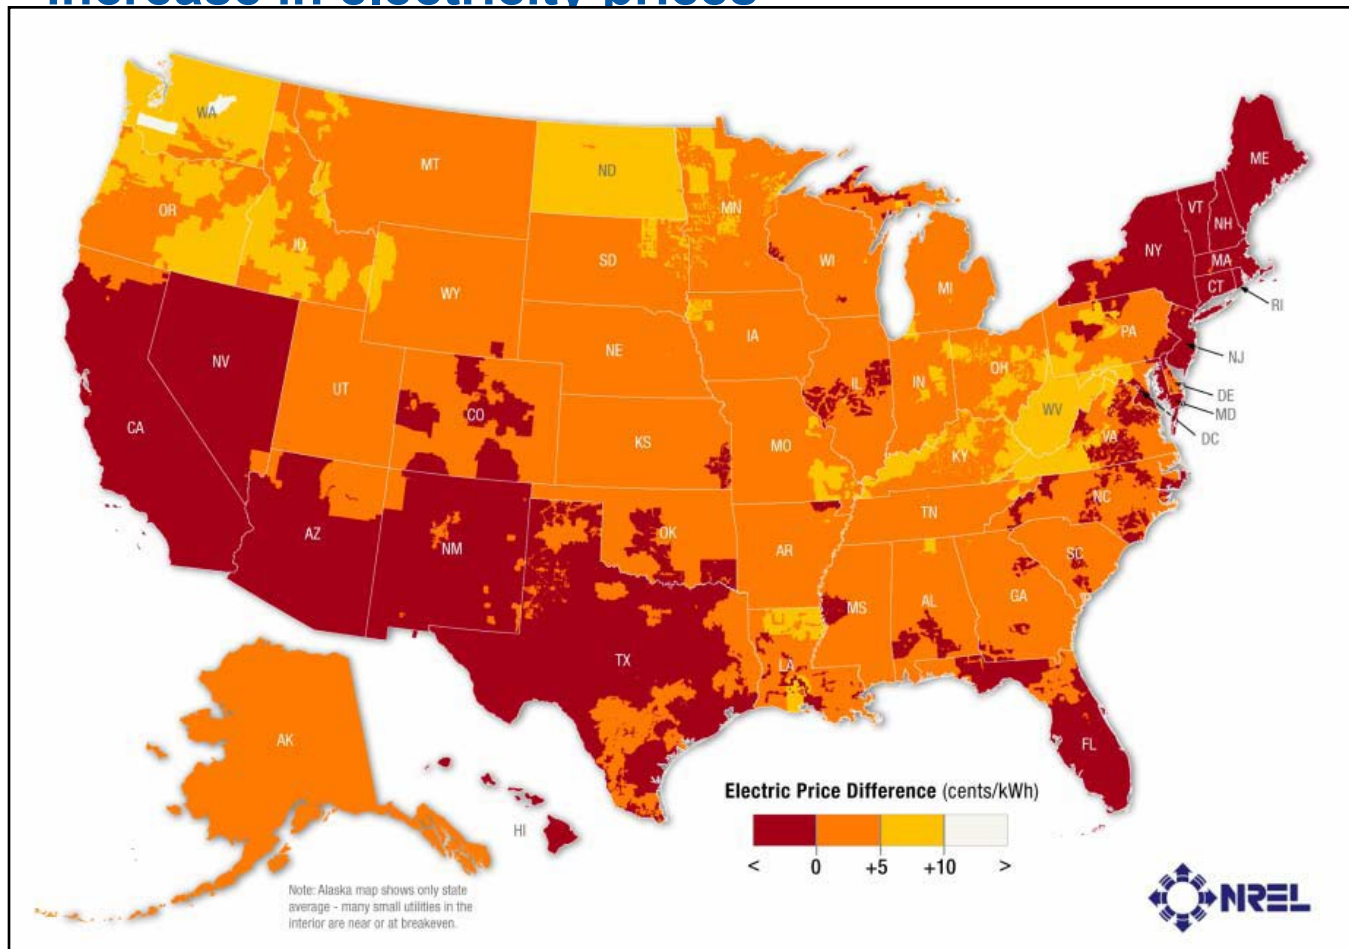 increase in electricity prices
WA
MT
ND
MN
ME
VT
NH
OR
ID
SD
WI
NY
MA
WY
MI
CT
RI
IA
PA
NE
NV
NJ
UT
CO
IL
IN
OH
DE
WV
MD
CA
KS
MO
KY
VA
DC
NC
TN
AZ
NM
OK
AR
SC
MS
AL
GA
TX
LA
AK
FL
HI
Electric Price Difference (cents/kWh)
< 0 +5 +10 >
Note: Alaska map shows only state
average - many small utilities in the
interior are near or at breakeven.
NREL